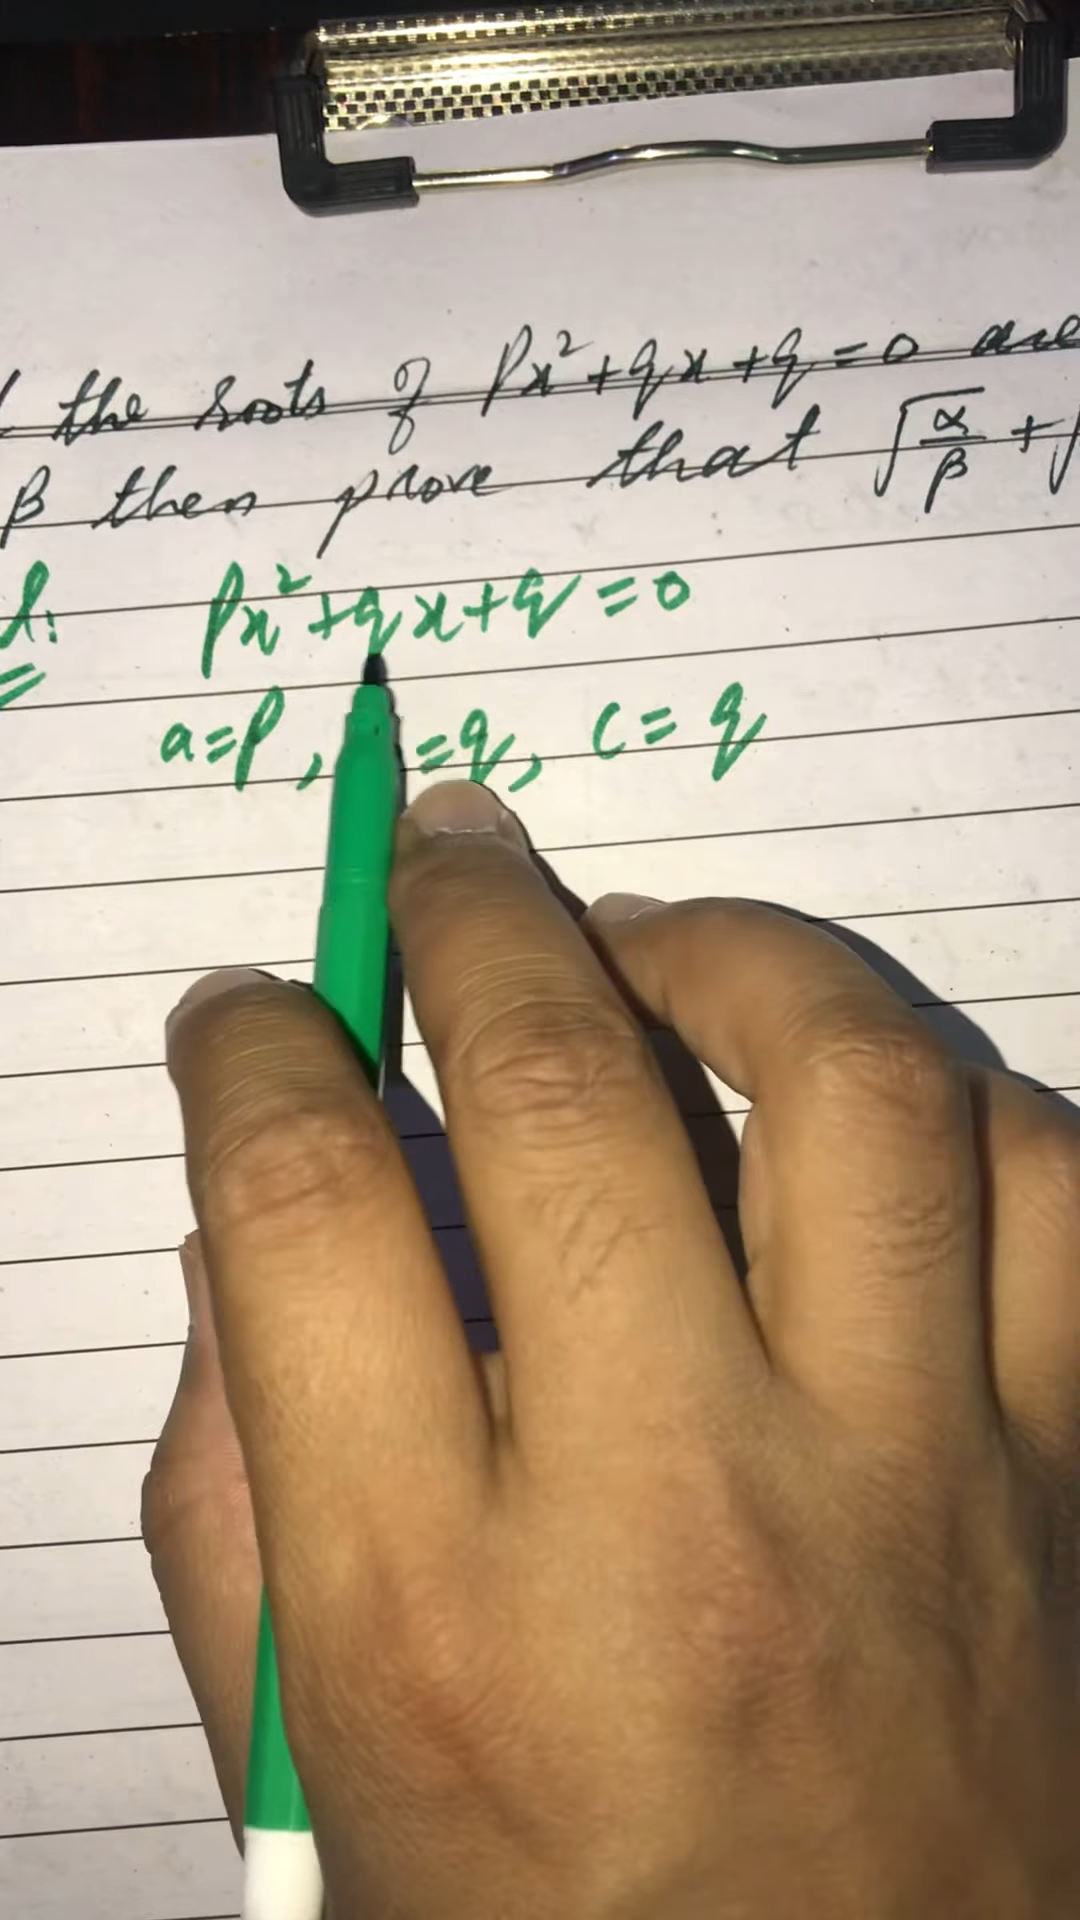 the roots of Px²+qx+q=0 are
β then prove that √α/β + √
l:
Px²+qx+q=0
a=P, =q, c=q